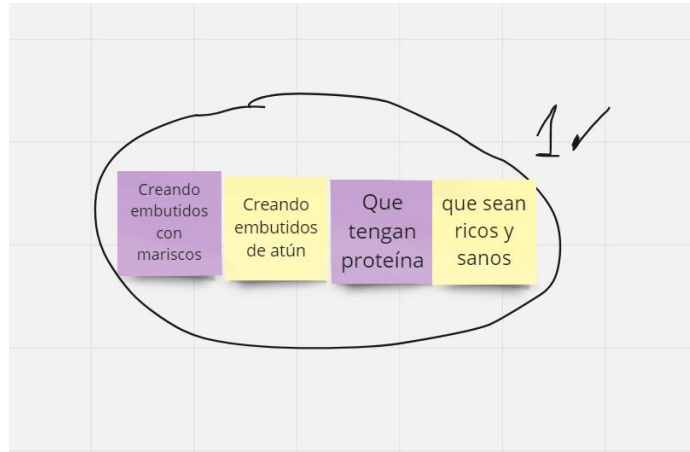 1✓
Creando
embutidos
con
mariscos
Creando
embutidos
de atún
Que
tengan
proteína
que sean
ricos y
sanos